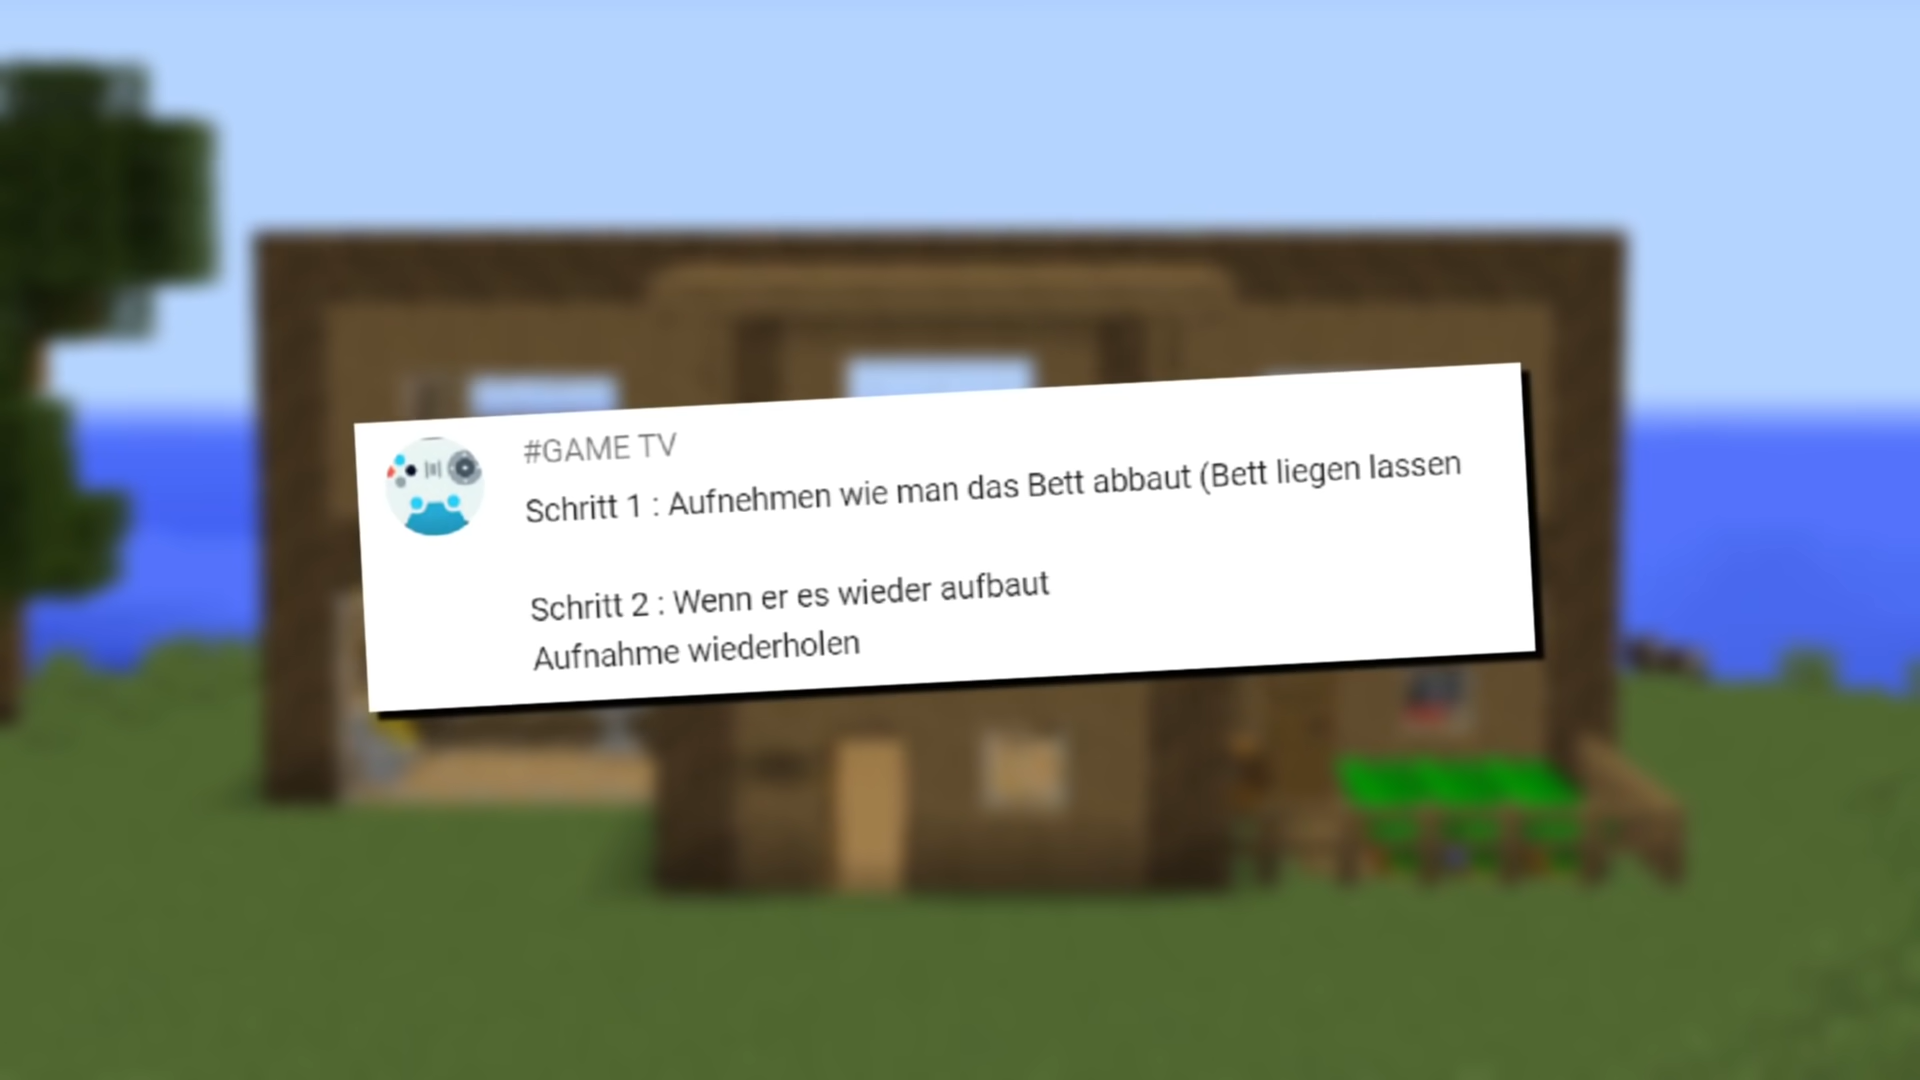 #GAME TV
Schritt 1 : Aufnehmen wie man das Bett abbaut (Bett liegen lassen
Schritt 2 : Wenn er es wieder aufbaut
Aufnahme wiederholen